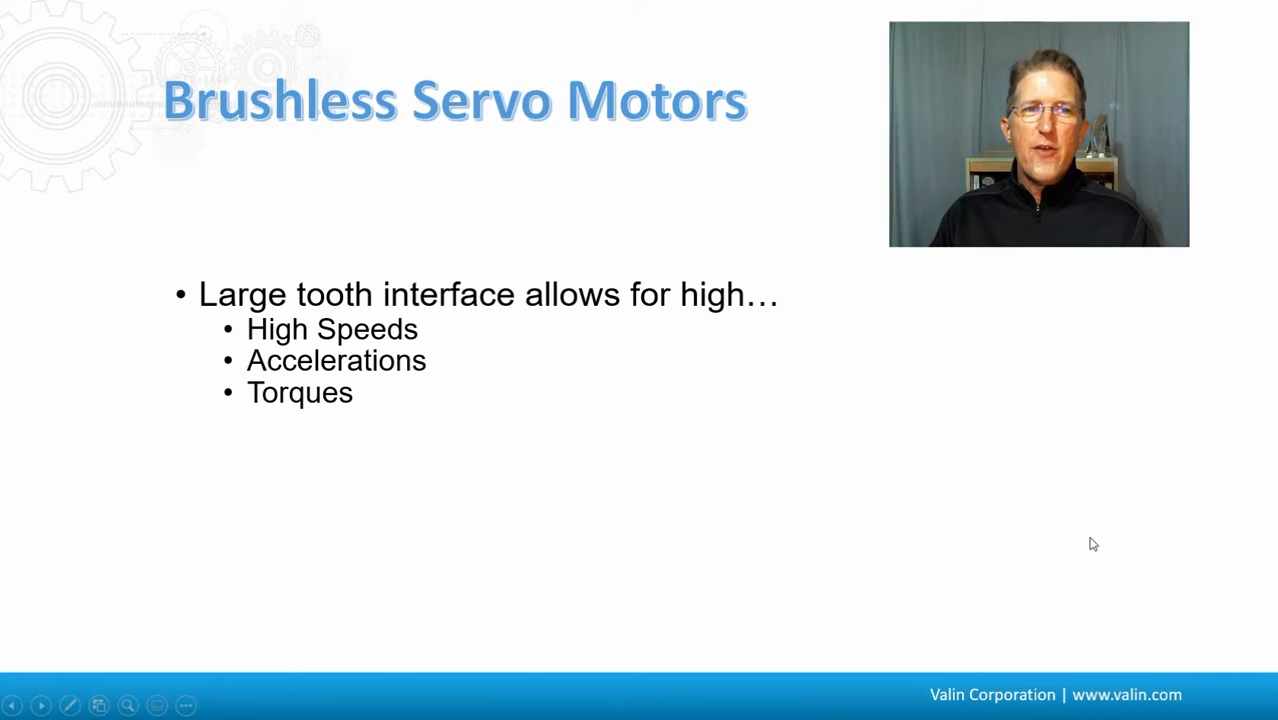 Brushless Servo Motors
• Large tooth interface allows for high…
• High Speeds
• Accelerations
• Torques
Valin Corporation | www.valin.com